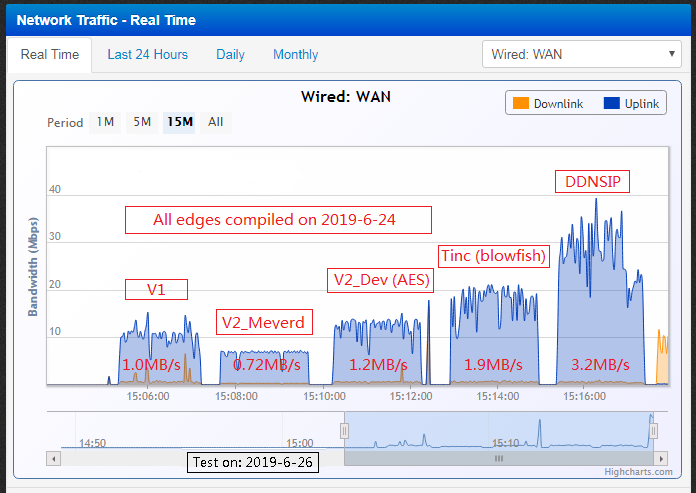 Network Traffic - Real Time
Real Time Last 24 Hours Daily Monthly Wired: WAN
Wired: WAN
Downlink Uplink
Period 1M 5M 15M All
DDNSIP
40
All edges compiled on 2019-6-24
30
Tinc (blowfish)
V1
V2_Dev (AES)
20
V2_Meyerd
10
1.0MB/s 0.72MB/s 1.2MB/s 1.9MB/s 3.2MB/s
Bandwidth (Mbps)
15:06:00 15:08:00 15:10:00 15:12:00 15:14:00 15:16:00
14:50 15:00 15:10
Test on: 2019-6-26
Highcharts.com